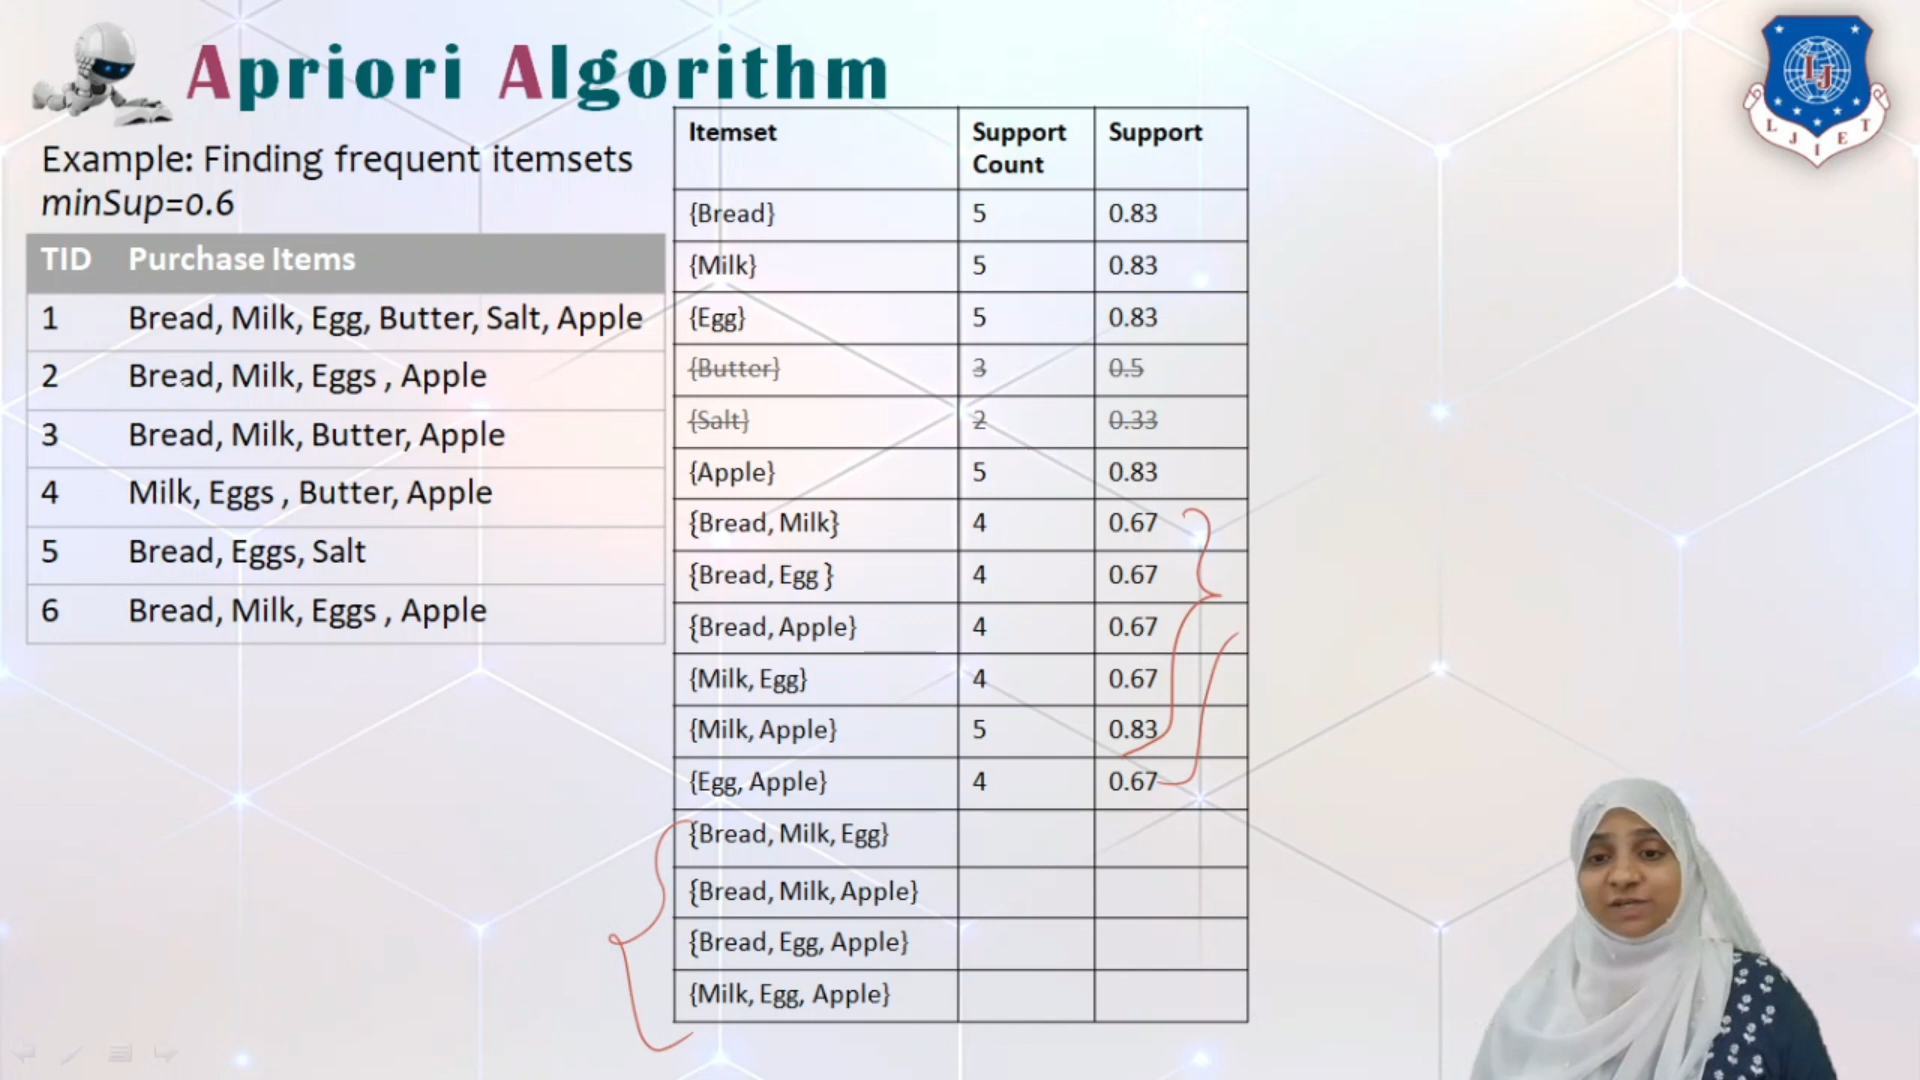 Apriori Algorithm
Example: Finding frequent itemsets
minSup=0.6
TID Purchase Items
1 Bread, Milk, Egg, Butter, Salt, Apple
2 Bread, Milk, Eggs , Apple
3 Bread, Milk, Butter, Apple
4 Milk, Eggs , Butter, Apple
5 Bread, Eggs, Salt
6 Bread, Milk, Eggs , Apple
Itemset Support Count Support
{Bread} 5 0.83
{Milk} 5 0.83
{Egg} 5 0.83
{Butter} 3 0.5
{Salt} 2 0.33
{Apple} 5 0.83
{Bread, Milk} 4 0.67
{Bread, Egg } 4 0.67
{Bread, Apple} 4 0.67
{Milk, Egg} 4 0.67
{Milk, Apple} 5 0.83
{Egg, Apple} 4 0.67
{Bread, Milk, Egg}
{Bread, Milk, Apple}
{Bread, Egg, Apple}
{Milk, Egg, Apple}
LJ
LJIET